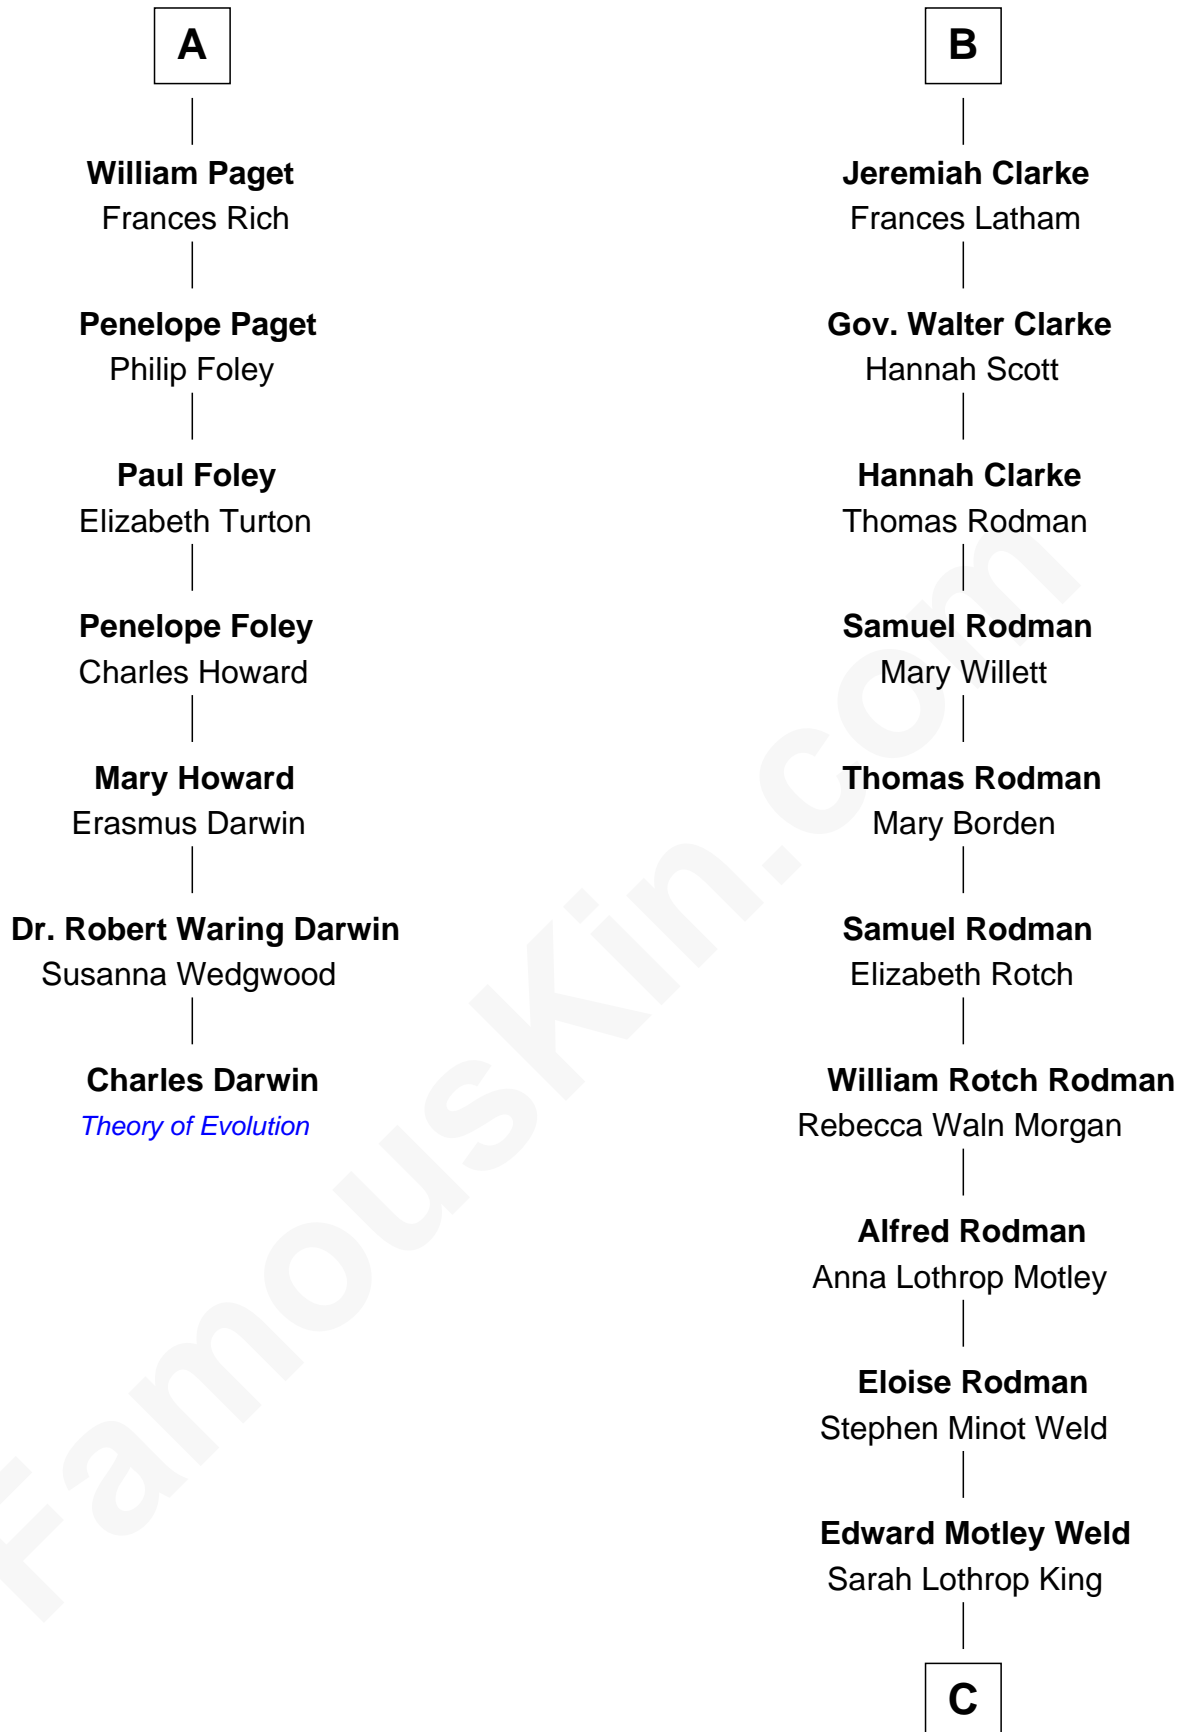 A
William Paget
Frances Rich
Penelope Paget
Philip Foley
Paul Foley
Elizabeth Turton
Penelope Foley
Charles Howard
Mary Howard
Erasmus Darwin
Dr. Robert Waring Darwin
Susanna Wedgwood
Charles Darwin
Theory of Evolution
B
Jeremiah Clarke
Frances Latham
Gov. Walter Clarke
Hannah Scott
Hannah Clarke
Thomas Rodman
Samuel Rodman
Mary Willett
Thomas Rodman
Mary Borden
Samuel Rodman
Elizabeth Rotch
William Rotch Rodman
Rebecca Waln Morgan
Alfred Rodman
Anna Lothrop Motley
Eloise Rodman
Stephen Minot Weld
Edward Motley Weld
Sarah Lothrop King
C
FamousKin.com